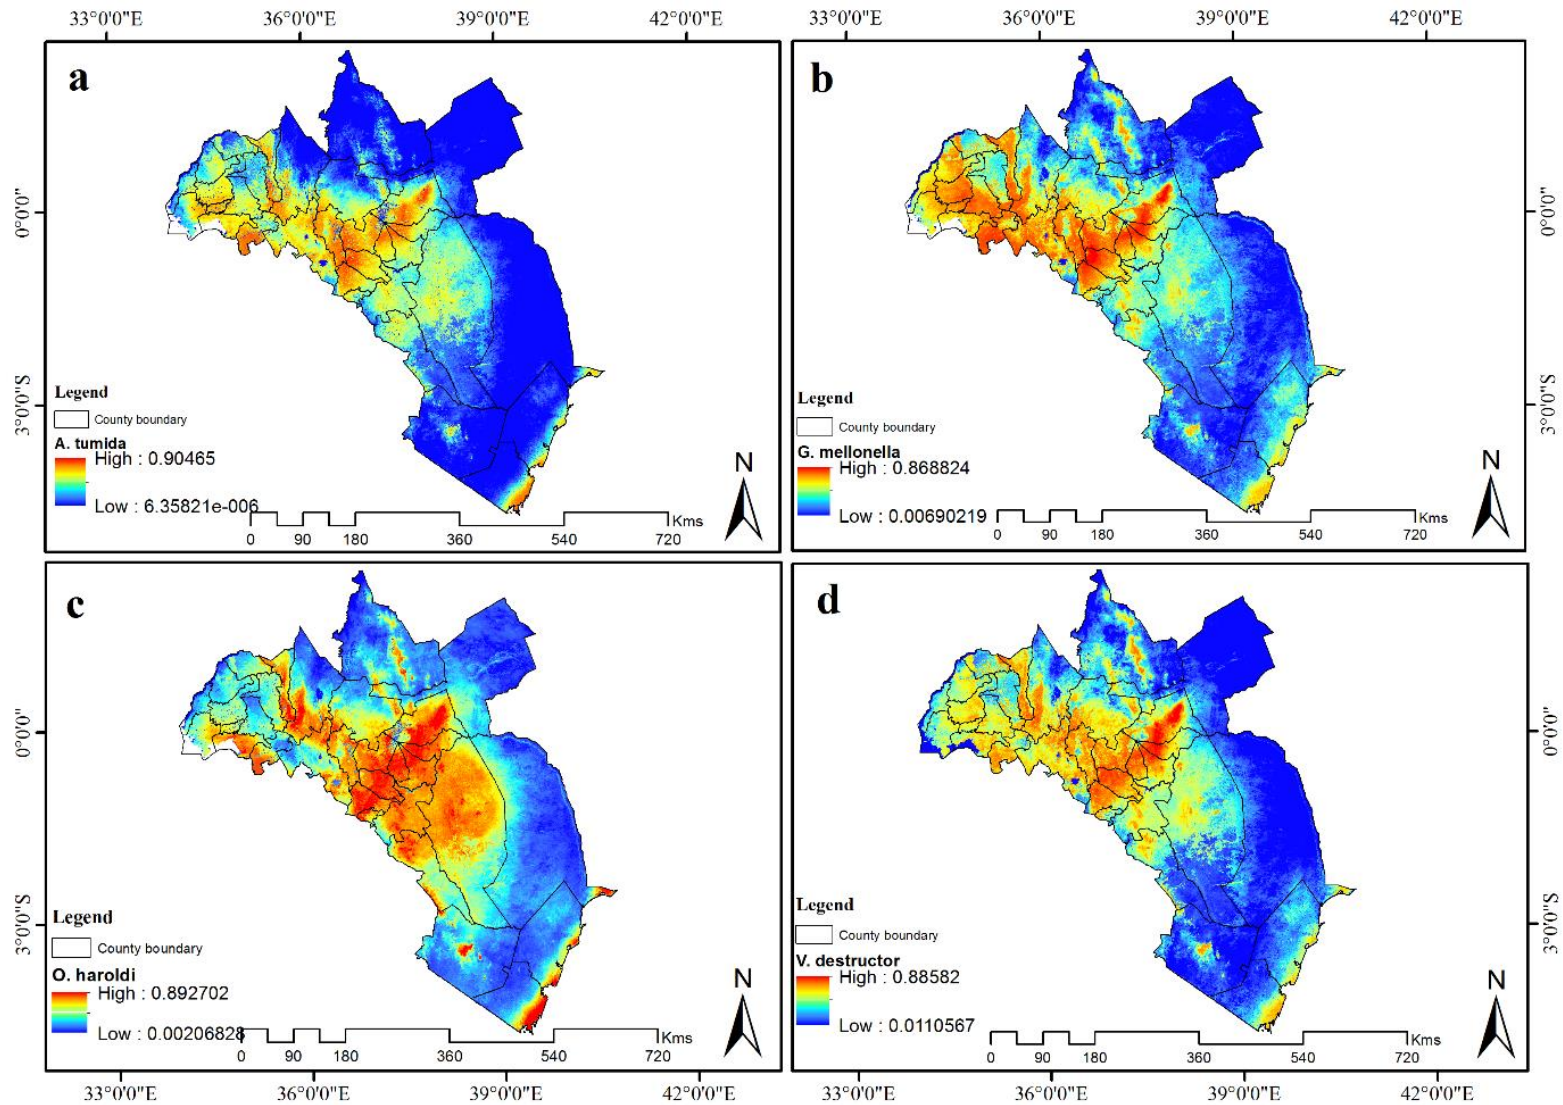 33°0'0"E 36°0'0"E 39°0'0"E 42°0'0"E 33°0'0"E 36°0'0"E 39°0'0"E 42°0'0"E
a
0°0'0"
3°0'0"S
Legend
County boundary
A. tumida
High : 0.90465
Low : 6.35821e-006
N
Kms
0 90 180 360 540 720
b
0°0'0"
3°0'0"S
Legend
County boundary
G. mellonella
High : 0.868824
Low : 0.00690219
N
Kms
0 90 180 360 540 720
c
0°0'0"
3°0'0"S
Legend
County boundary
O. haroldi
High : 0.892702
Low : 0.00206828
N
Kms
0 90 180 360 540 720
d
0°0'0"
3°0'0"S
Legend
County boundary
V. destructor
High : 0.88582
Low : 0.0110567
N
Kms
0 90 180 360 540 720
33°0'0"E 36°0'0"E 39°0'0"E 42°0'0"E 33°0'0"E 36°0'0"E 39°0'0"E 42°0'0"E